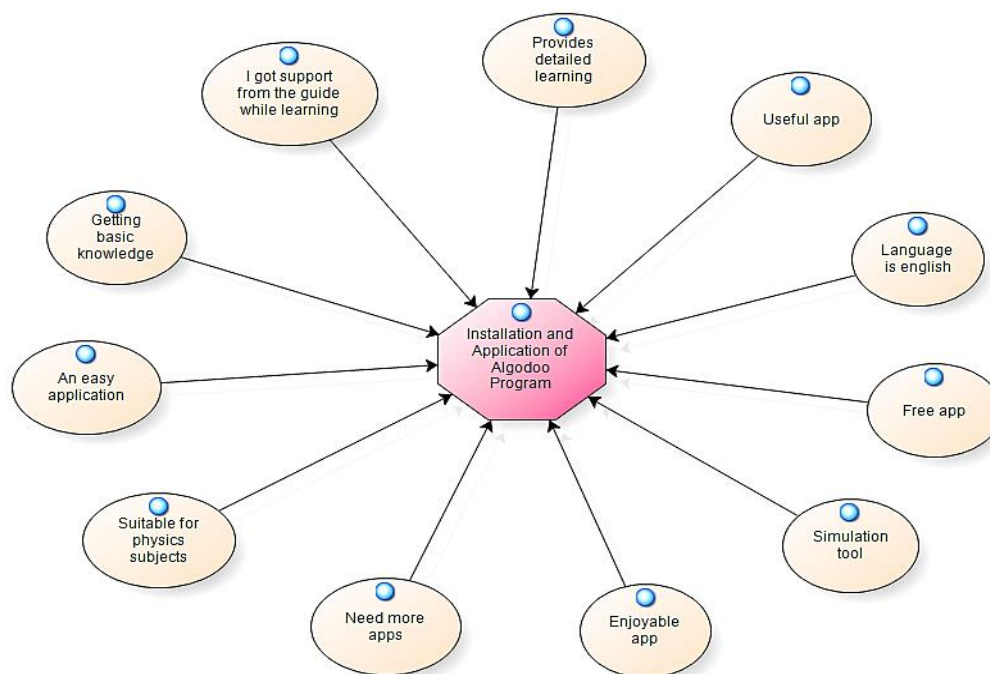 Provides
detailed
learning
I got support
from the guide
while learning
Useful app
Getting
basic
knowledge
Language
is english
Installation and
Application of
Algodoo
Program
An easy
application
Free app
Suitable for
physics
subjects
Simulation
tool
Need more
apps
Enjoyable
app